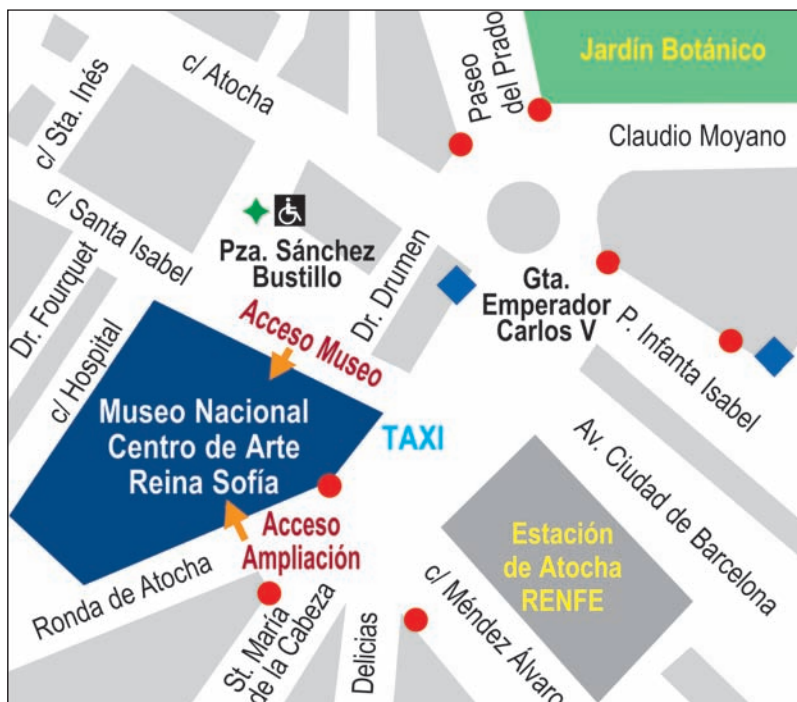 Jardín Botánico
Paseo
del Prado
c/ Atocha
Claudio Moyano
c/ Sta. Inés
c/ Santa Isabel
Pza. Sánchez
Bustillo
Dr. Drumen
Gta.
Emperador
Carlos V
Dr. Fourquet
c/ Hospital
Acceso Museo
P. Infanta Isabel
Museo Nacional
Centro de Arte
Reina Sofía
TAXI
Av. Ciudad de Barcelona
Acceso
Ampliación
Estación
de Atocha
RENFE
Ronda de Atocha
St. María
de la Cabeza
Delicias
c/ Méndez Álvaro